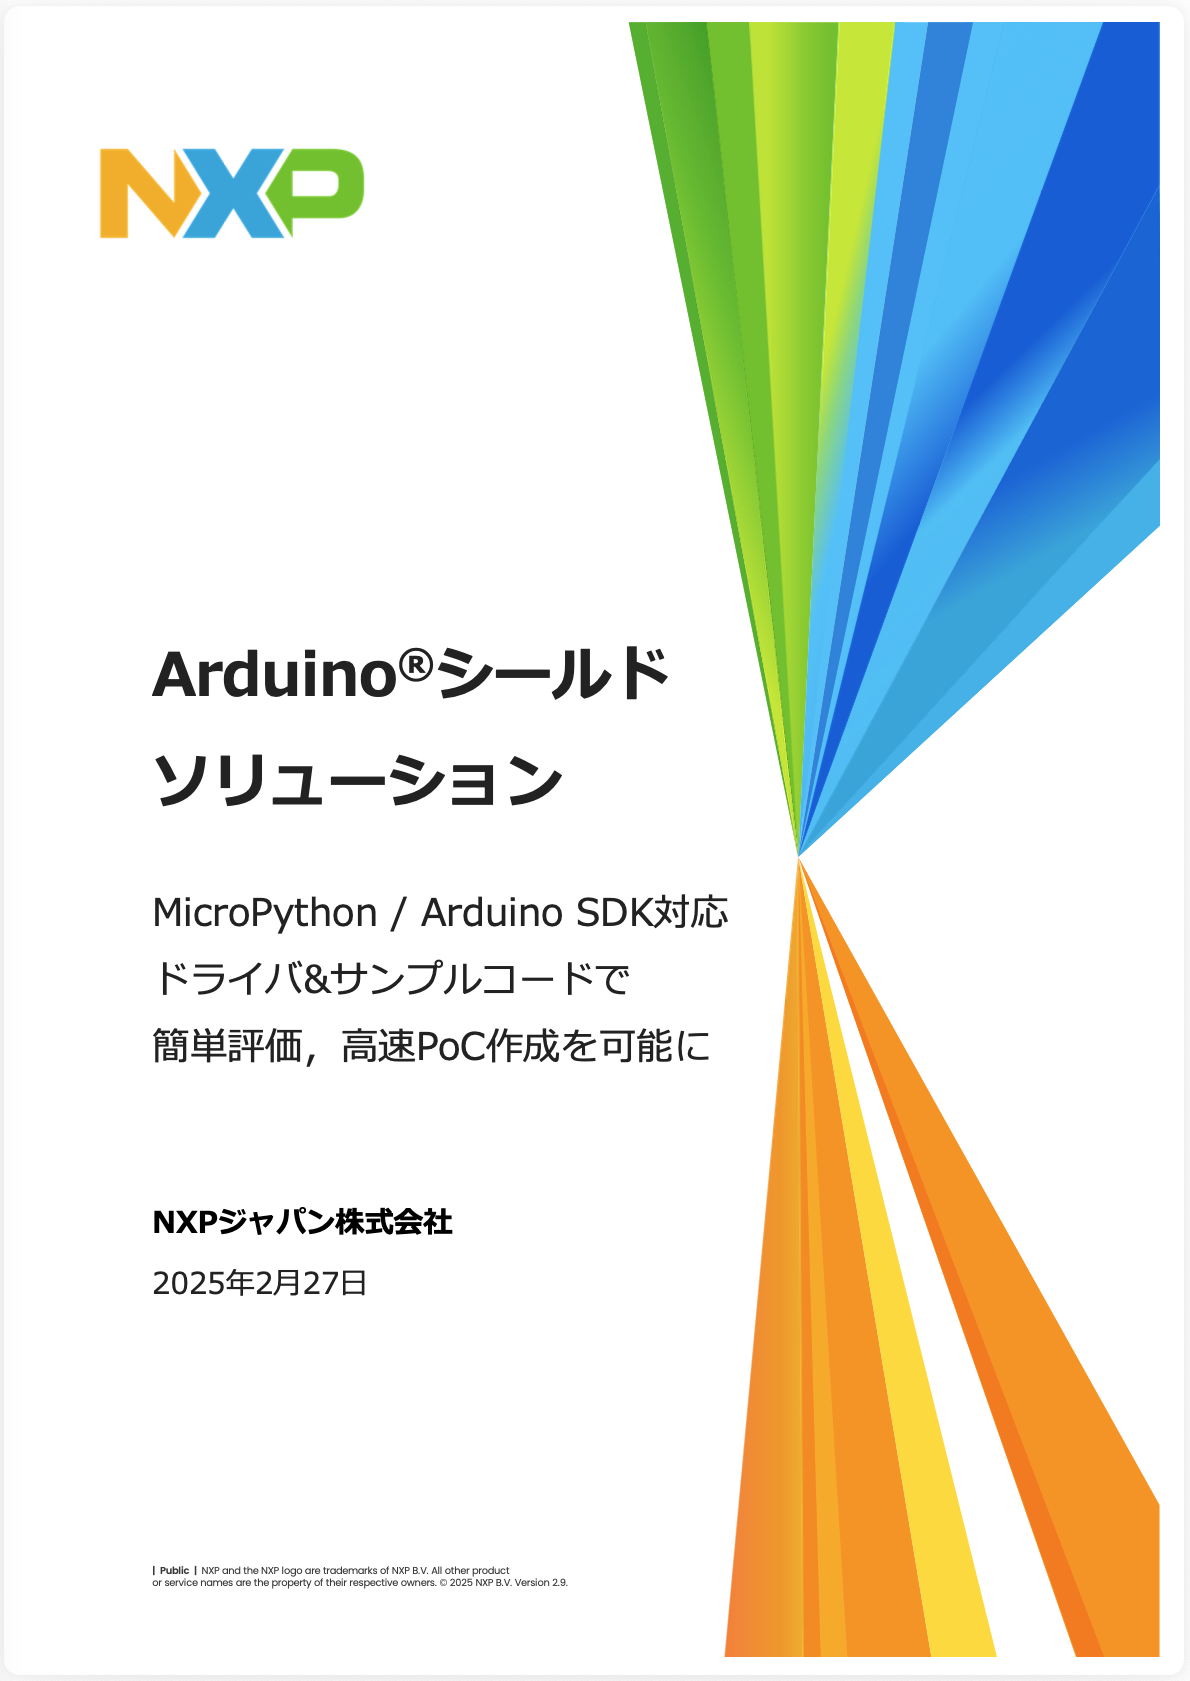 NXP
Arduino®シールド
ソリューション
MicroPython / Arduino SDK対応
ドライバ&サンプルコードで
簡単評価，高速PoC作成を可能に
NXPジャパン株式会社
2025年2月27日
| Public | NXP and the NXP logo are trademarks of NXP B.V. All other product
or service names are the property of their respective owners. © 2025 NXP B.V. Version 2.9.